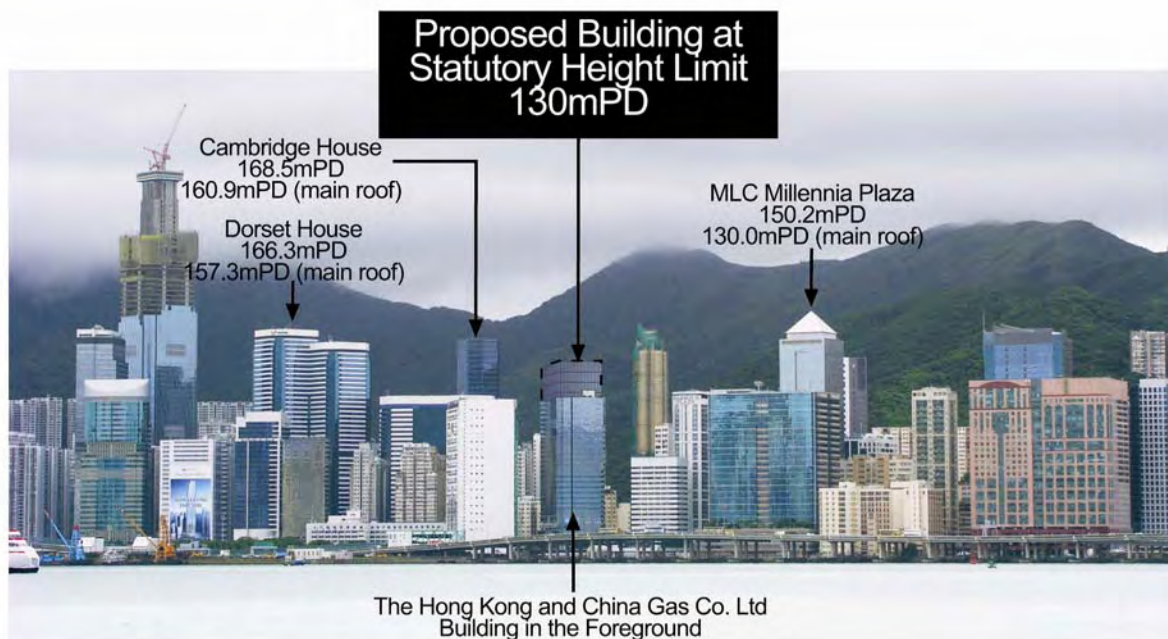 Proposed Building at
Statutory Height Limit
130mPD
Cambridge House
168.5mPD
160.9mPD (main roof)
Dorset House
166.3mPD
157.3mPD (main roof)
MLC Millennia Plaza
150.2mPD
130.0mPD (main roof)
The Hong Kong and China Gas Co. Ltd
Building in the Foreground